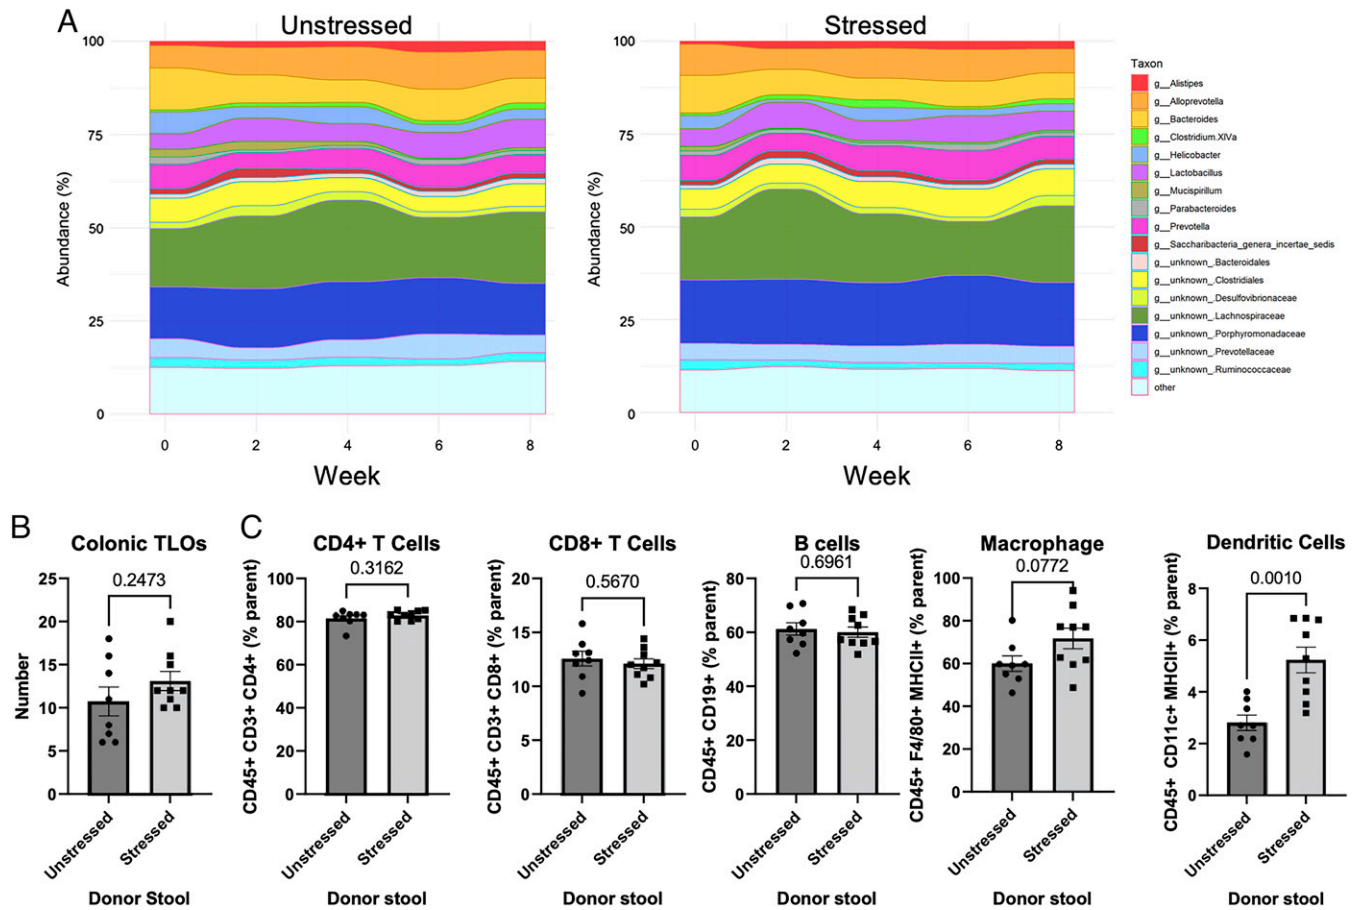 A
Unstressed
Stressed
Abundance (%)
100
75
50
25
0
0 2 4 6 8
Week
Abundance (%)
100
75
50
25
0
0 2 4 6 8
Week
Taxon
g__Alistipes
g__Alloprevotella
g__Bacteroides
g__Clostridium.XIVa
g__Helicobacter
g__Lactobacillus
g__Mucispirillum
g__Parabacteroides
g__Prevotella
g__Saccharibacteria_genera_incertae_sedis
g__unknown_.Bacteroidales
g__unknown_.Clostridiales
g__unknown_.Desulfovibrionaceae
g__unknown_.Lachnospiraceae
g__unknown_.Porphyromonadaceae
g__unknown_.Prevotellaceae
g__unknown_.Ruminococcaceae
other
B
Colonic TLOs
0.2473
Number
25
20
15
10
5
0
Unstressed
Stressed
Donor Stool
C
CD4+ T Cells
0.3162
CD45+ CD3+ CD4+ (% parent)
100
80
60
40
20
0
Unstressed
Stressed
Donor stool
CD8+ T Cells
0.5670
CD45+ CD3+ CD8+ (% parent)
20
15
10
5
0
Unstressed
Stressed
Donor stool
B cells
0.6961
CD45+ CD19+ (% parent)
80
60
40
20
0
Unstressed
Stressed
Donor stool
Macrophage
0.0772
CD45+ F4/80+ MHCII+ (% parent)
100
80
60
40
20
0
Unstressed
Stressed
Donor stool
Dendritic Cells
0.0010
CD45+ CD11c+ MHCII+ (% parent)
8
6
4
2
0
Unstressed
Stressed
Donor stool